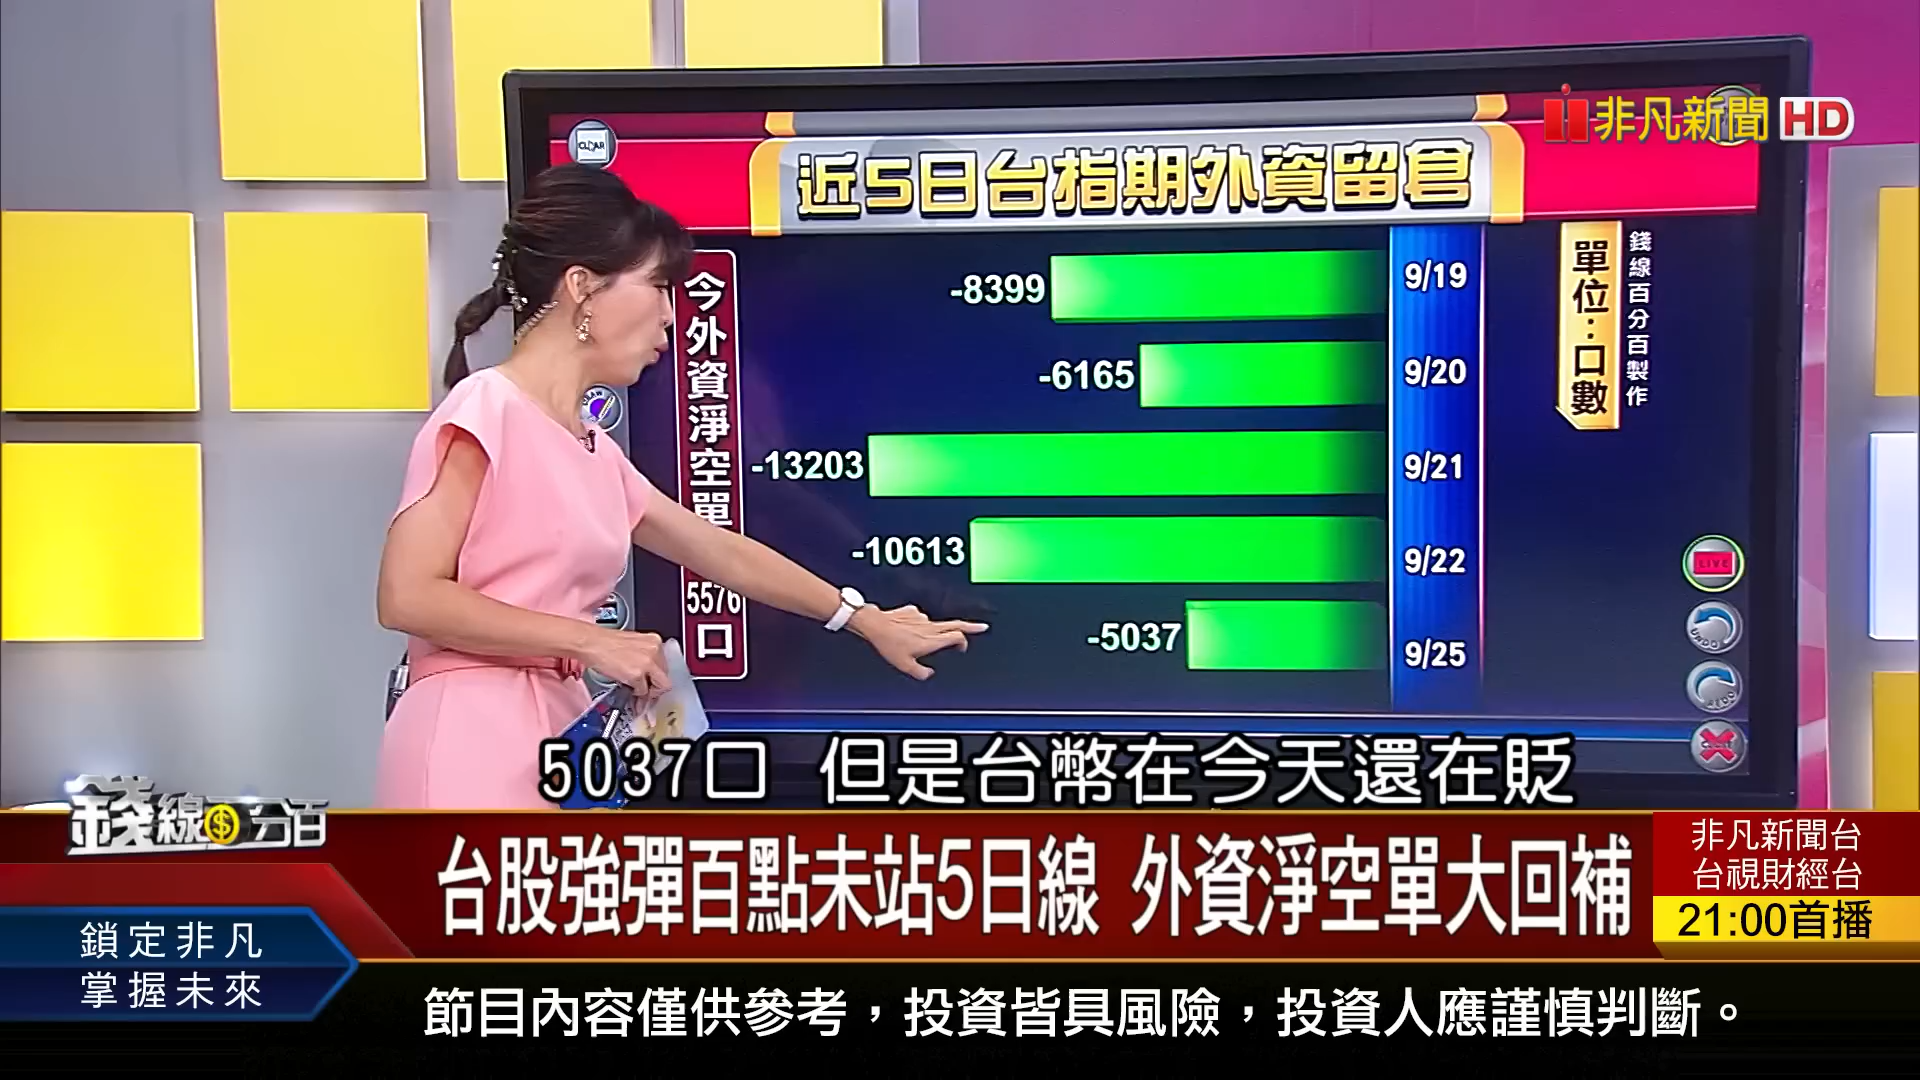 非凡新聞 HD
CLEAR
近5日台指期外資留倉
單位：口數
錢線百分百製作
今外資淨空單
5576
口
-8399 9/19
-6165 9/20
-13203 9/21
-10613 9/22
-5037 9/25
LIVE
5037口 但是台幣在今天還在貶
錢線百分百
台股強彈百點未站5日線 外資淨空單大回補
非凡新聞台
台視財經台
21:00首播
鎖定非凡
掌握未來
節目內容僅供參考，投資皆具風險，投資人應謹慎判斷。